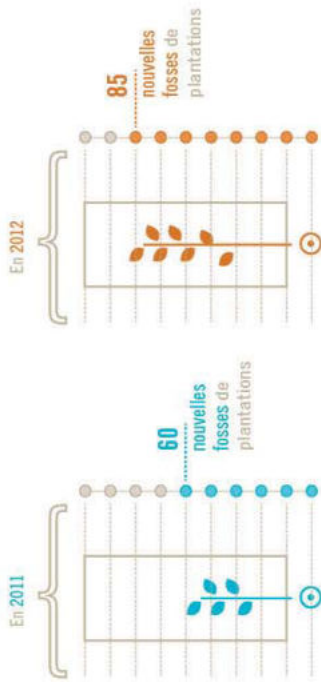 En 2011
60
nouvelles
fosses de
plantations
En 2012
85
nouvelles
fosses de
plantations